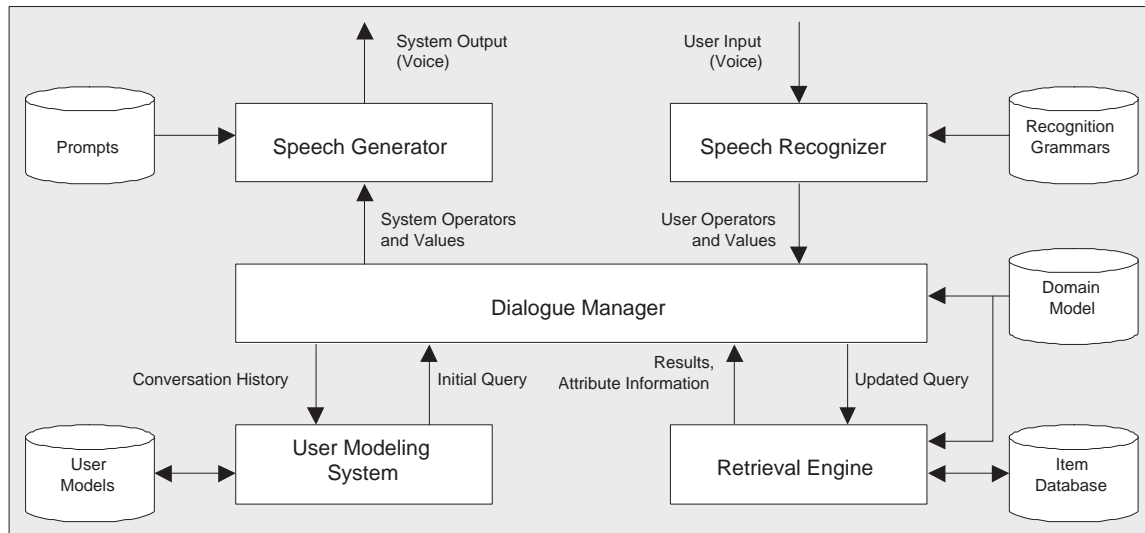 System Output
(Voice)
User Input
(Voice)
Prompts
Speech Generator
Speech Recognizer
Recognition
Grammars
System Operators
and Values
User Operators
and Values
Dialogue Manager
Domain
Model
Conversation History
Initial Query
Results,
Attribute Information
Updated Query
User
Models
User Modeling
System
Retrieval Engine
Item
Database